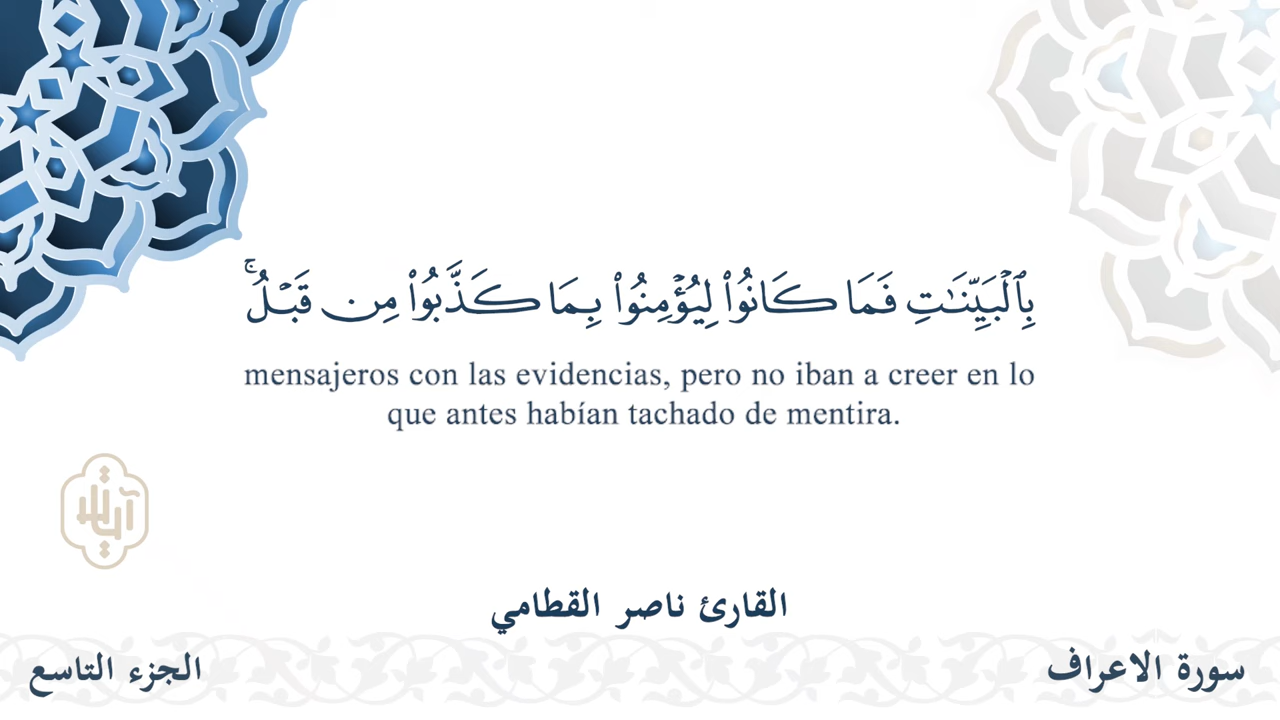 بِٱلۡبَيِّنَٰتِ فَمَا كَانُواْ لِيُؤۡمِنُواْ بِمَا كَذَّبُواْ مِن قَبۡلُۚ
mensajeros con las evidencias, pero no iban a creer en lo
que antes habían tachado de mentira.
القارئ ناصر القطامي
سورة الاعراف
الجزء التاسع